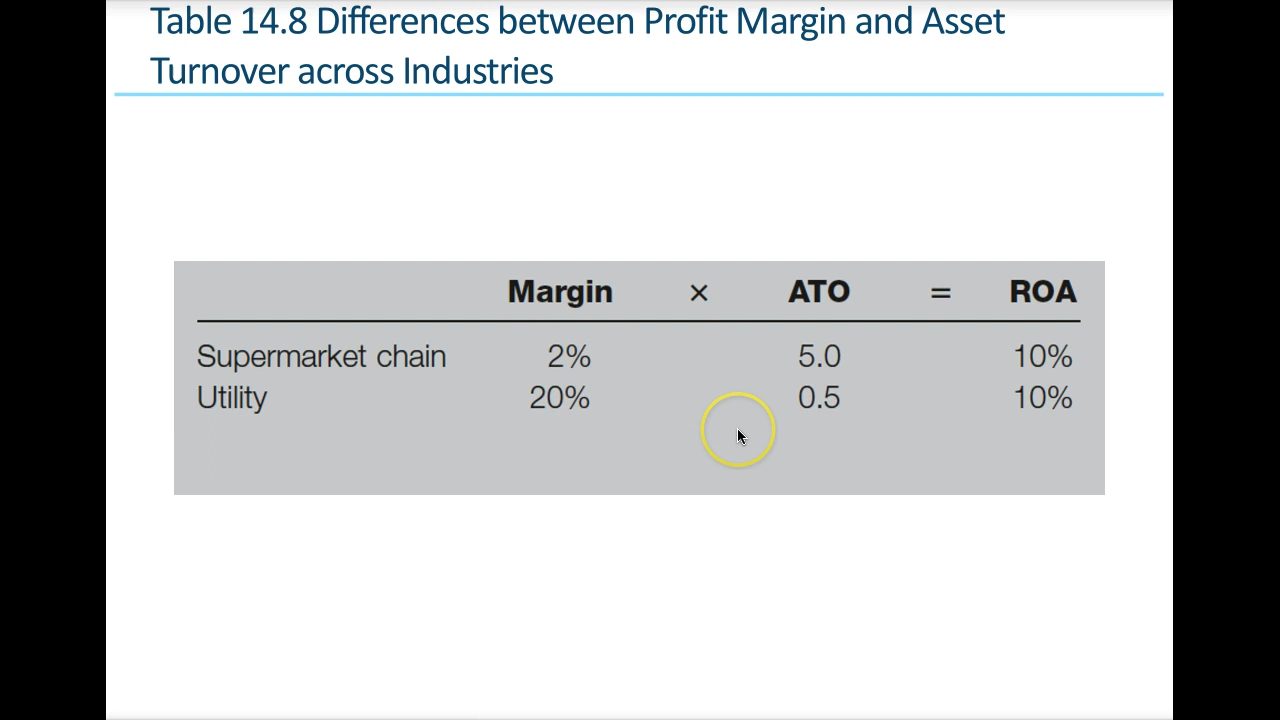 Table 14.8 Differences between Profit Margin and Asset
Turnover across Industries
Margin × ATO = ROA
Supermarket chain 2% 5.0 10%
Utility 20% 0.5 10%